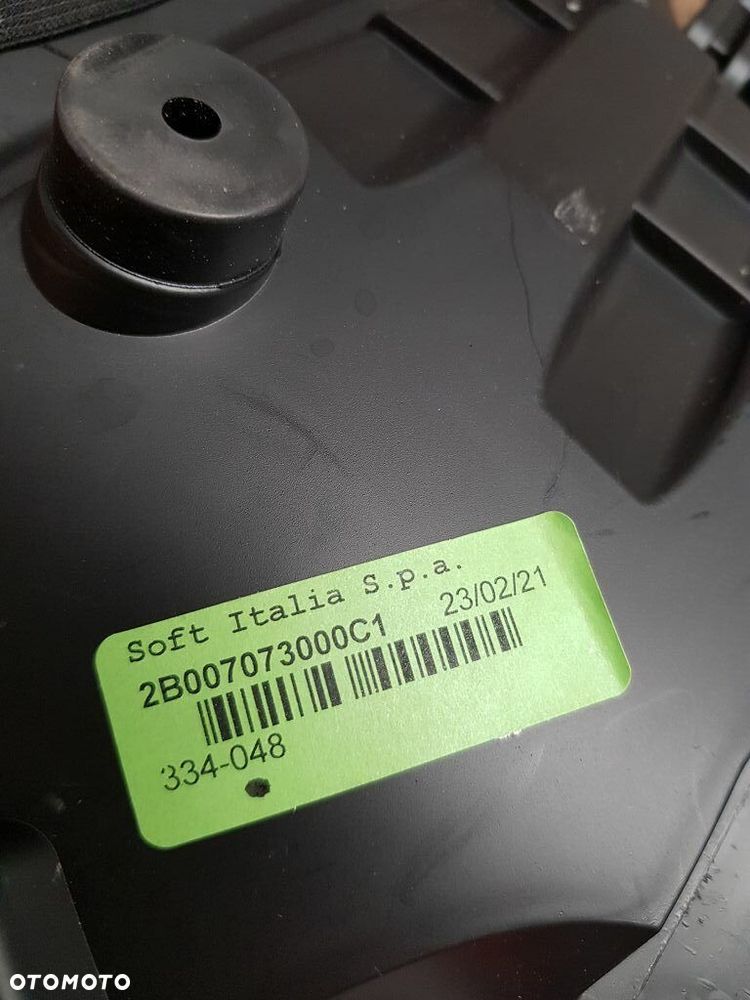 Soft Italia S.p.a.
2B007073000C1 23/02/21
334-048
OTOMOTO